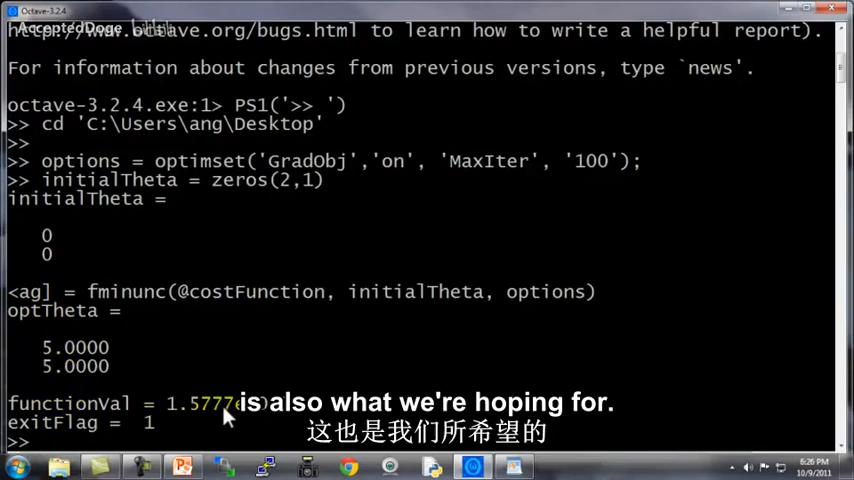 Octave-3.2.4
AcceptedDoge
http://www.octave.org/bugs.html to learn how to write a helpful report).
For information about changes from previous versions, type `news'.
octave-3.2.4.exe:1> PS1('>> ')
>> cd 'C:\Users\ang\Desktop'
>>
>> options = optimset('GradObj','on', 'MaxIter', '100');
>> initialTheta = zeros(2,1)
initialTheta =
0
0
<ag] = fminunc(@costFunction, initialTheta, options)
optTheta =
5.0000
5.0000
functionVal = 1.5777e
is also what we're hoping for.
exitFlag = 1
这也是我们所希望的
>>
6:26 PM
10/9/2011